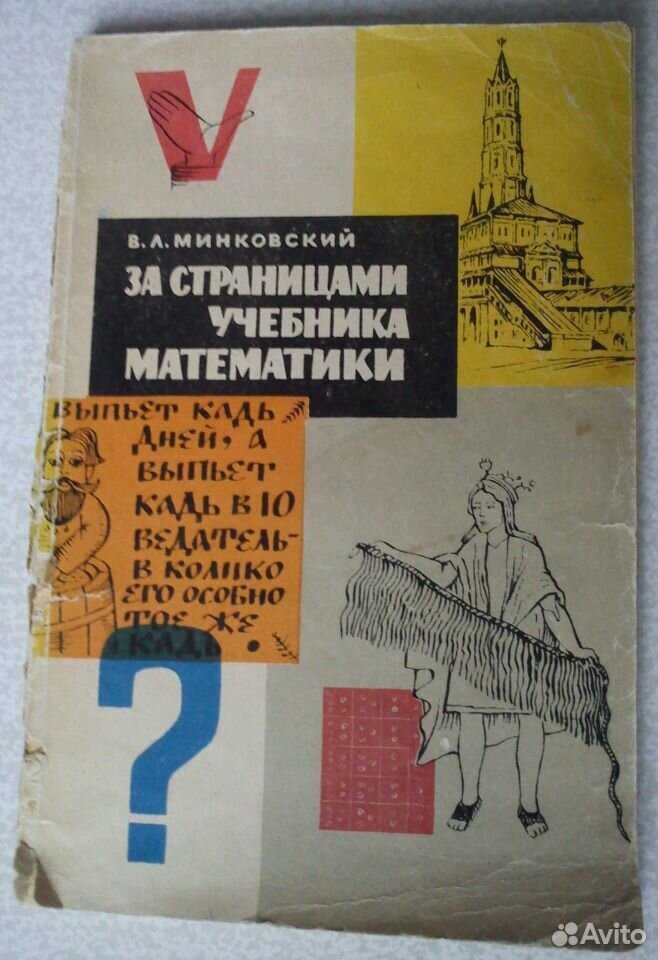 V
В.Л.МИНКОВСКИЙ
ЗА СТРАНИЦАМИ
УЧЕБНИКА
МАТЕМАТИКИ
ВЫПЬЕТ КАДЬ
ДНЕЙ, А
ВЫПЬЕТ
КАДЬ В 10
ВЕДАТЕЛЬ-
В КОЛИКО
ЕГО ОСОБНО
ТОЕ ЖЕ
КАДЬ.
?
Avito